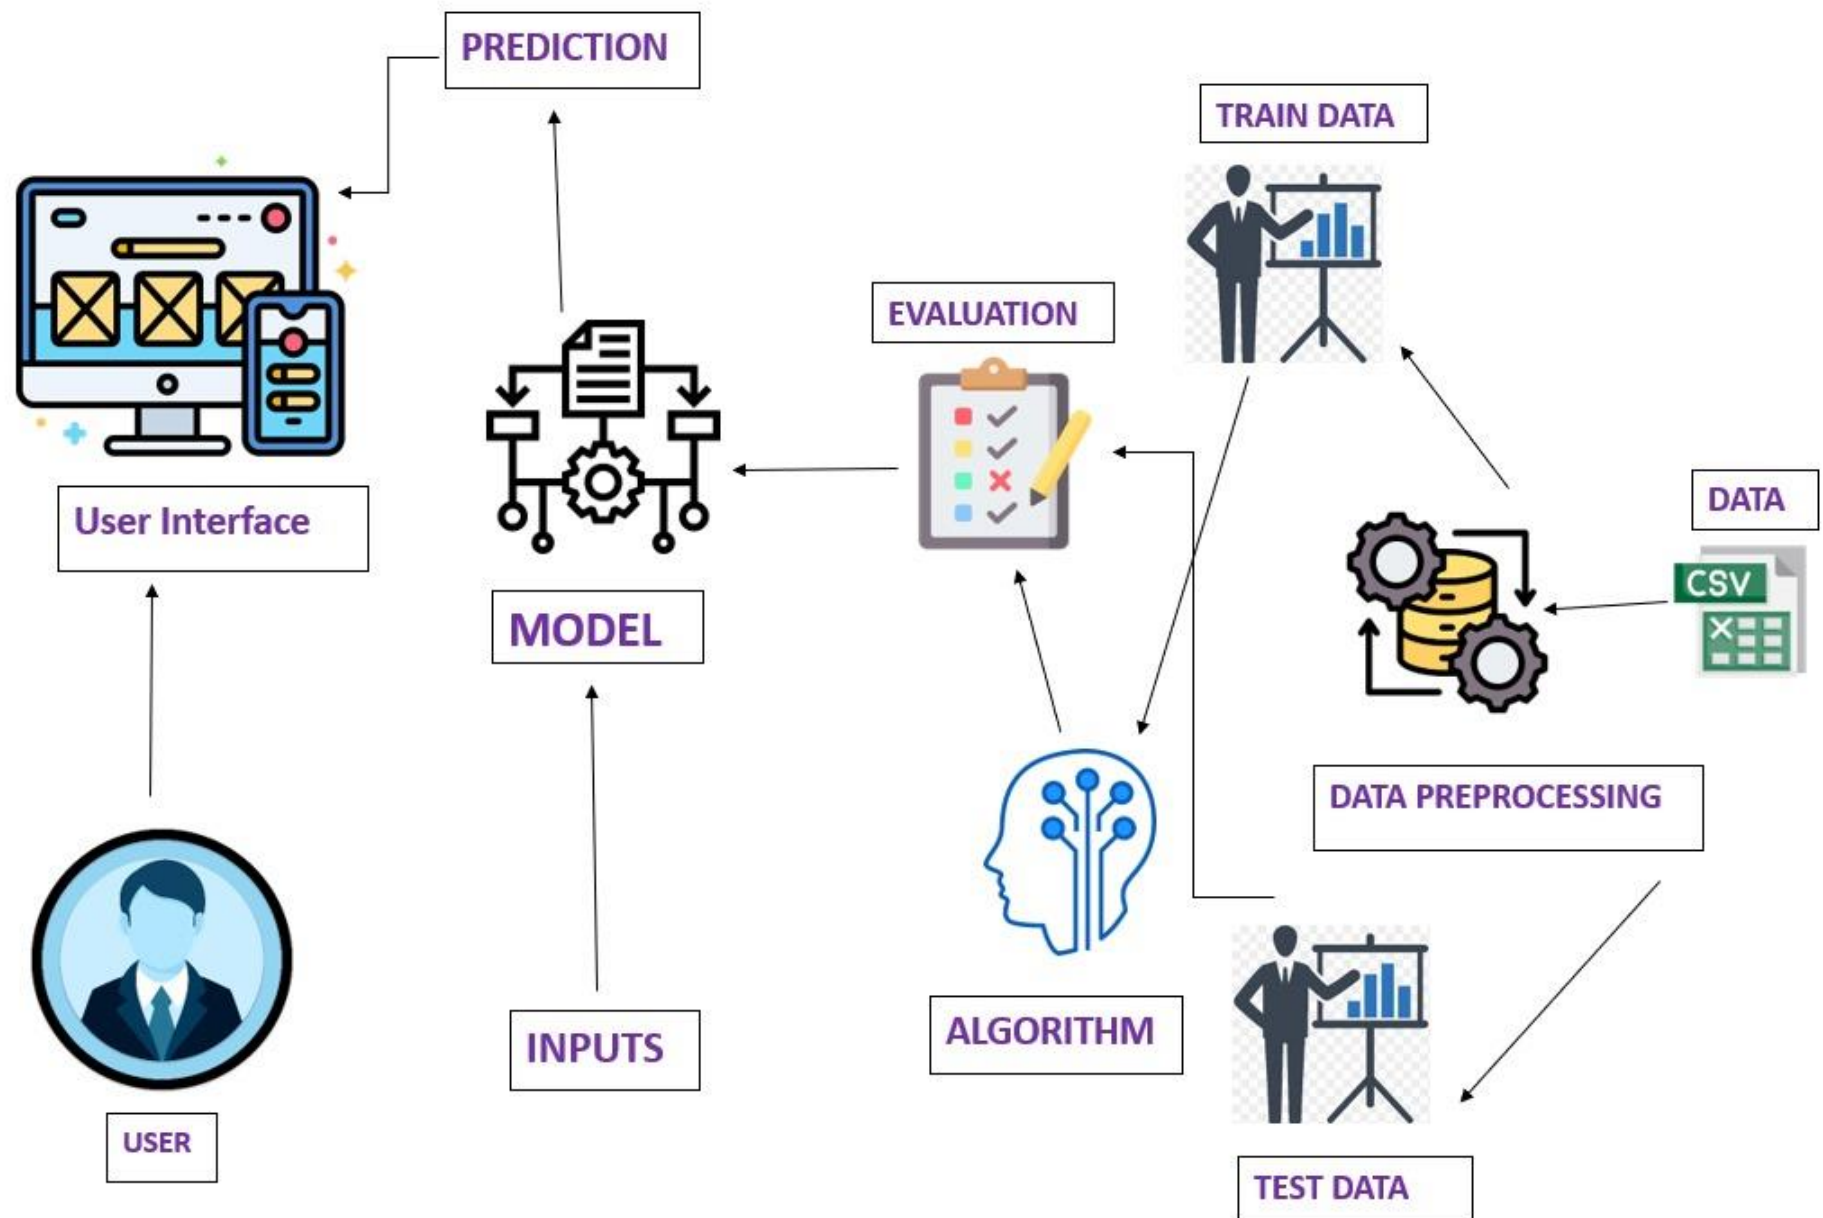 PREDICTION
TRAIN DATA
EVALUATION
DATA
CSV
User Interface
MODEL
DATA PREPROCESSING
ALGORITHM
INPUTS
USER
TEST DATA